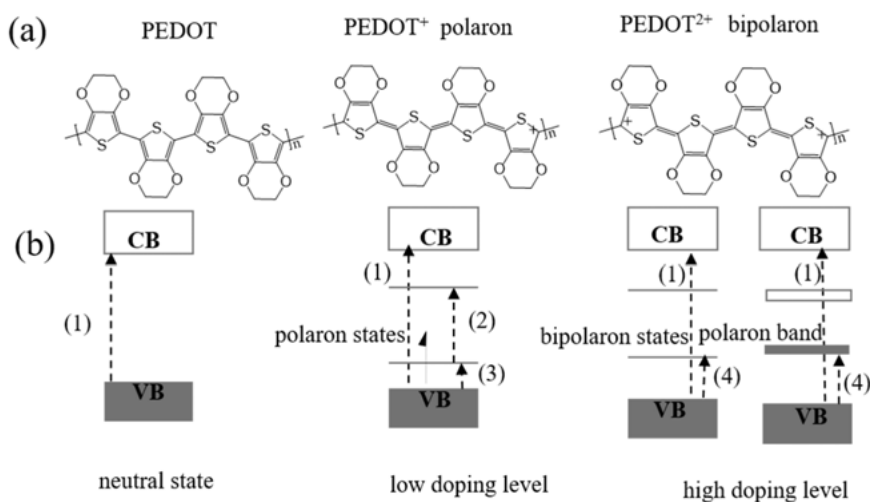 (a) PEDOT PEDOT⁺ polaron PEDOT²⁺ bipolaron
O O O O O O O O O O O O
S S S S S S S S S S S S
n · + n + + n
O O O O O O O O O O O O
(b) CB CB CB CB
(1) (1) (1) (1)
polaron states (2) bipolaron states polaron band
(3) (4) (4)
VB VB VB VB
neutral state low doping level high doping level